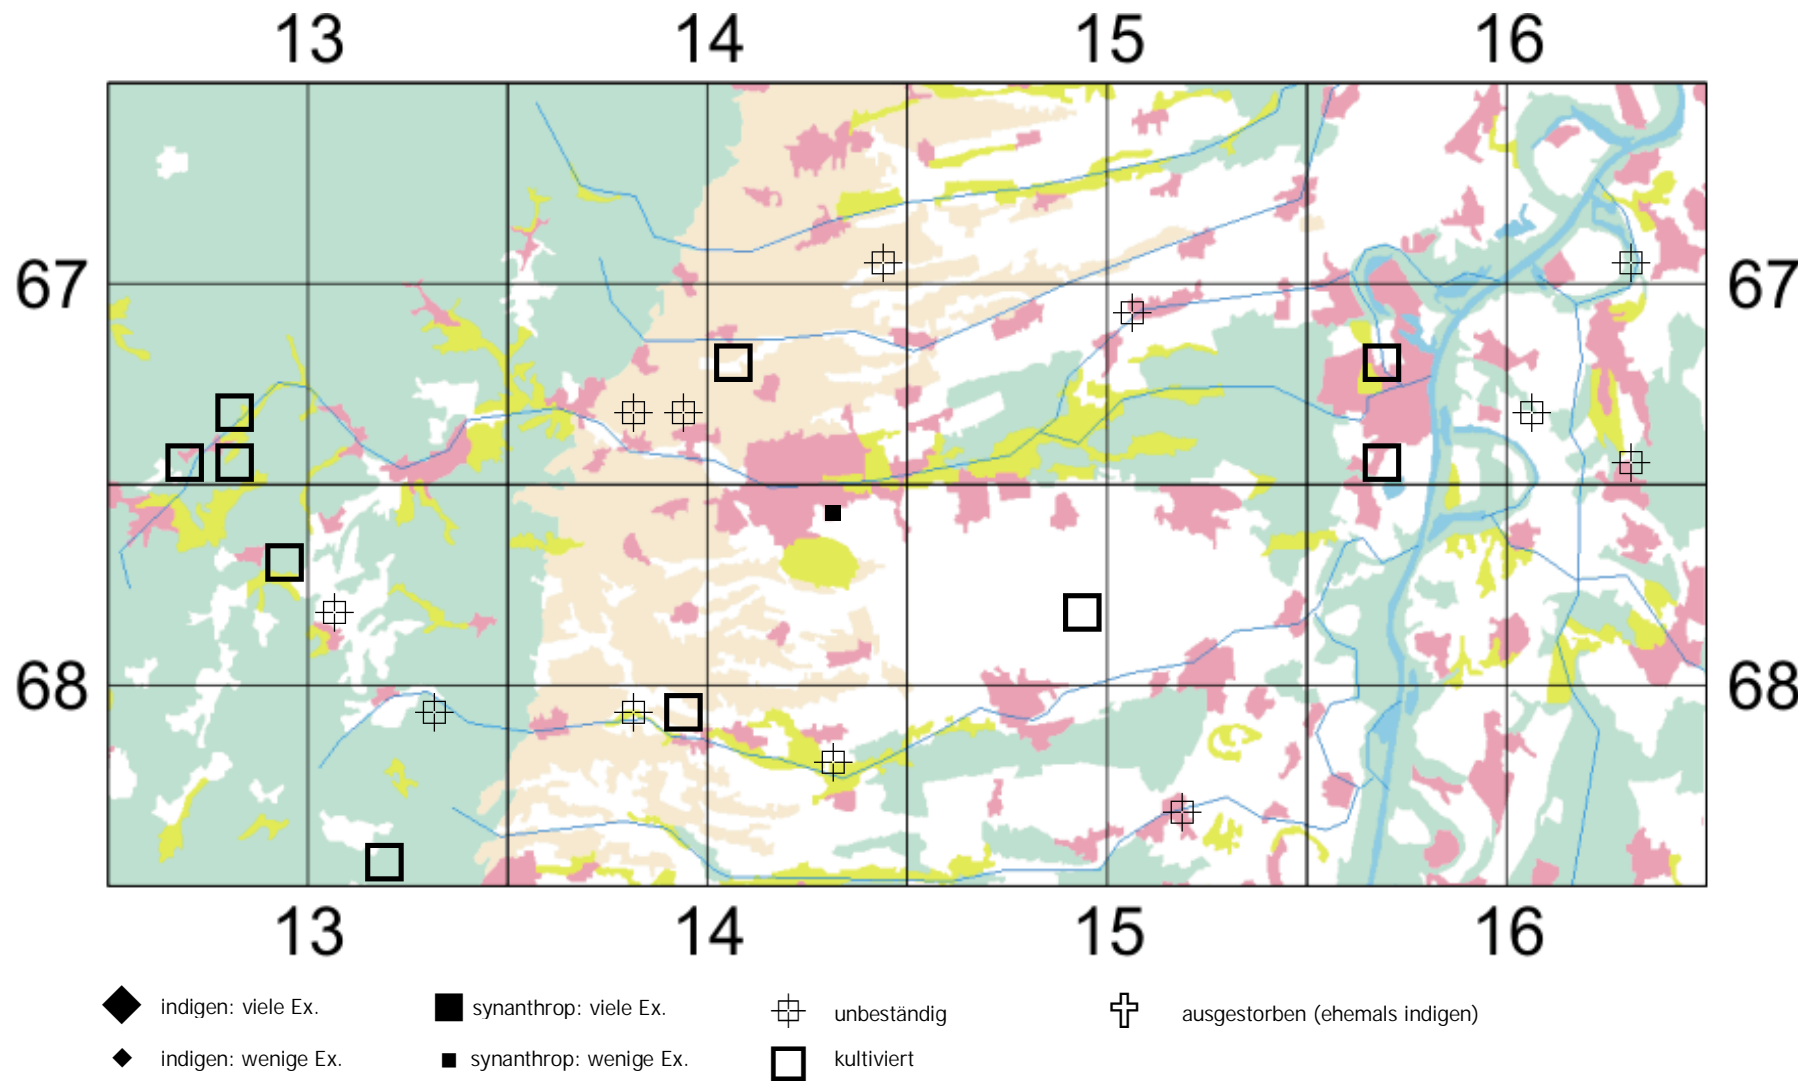 13 14 15 16
67 67
68 68
13 14 15 16
indigen: viele Ex. synanthrop: viele Ex. unbeständig ausgestorben (ehemals indigen)
indigen: wenige Ex. synanthrop: wenige Ex. kultiviert